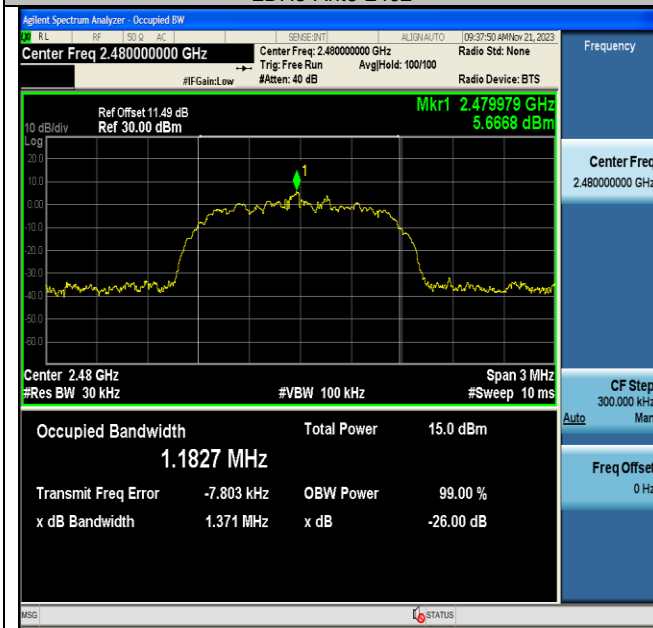 Agilent Spectrum Analyzer - Occupied BW
RL RF 50 Ω AC SENSE:INT ALIGN AUTO 09:37:50 AM Nov 21, 2023
Center Freq 2.480000000 GHz
Center Freq: 2.480000000 GHz
Radio Std: None
Trig: Free Run Avg|Hold: 100/100
#IFGain:Low #Atten: 40 dB Radio Device: BTS
Frequency
Ref Offset 11.49 dB
10 dB/div Ref 30.00 dBm
Mkr1 2.479979 GHz
5.6668 dBm
Log
20.0
10.0
0.00
-10.0
-20.0
-30.0
-40.0
-50.0
-60.0
1
Center 2.48 GHz Span 3 MHz
#Res BW 30 kHz #VBW 100 kHz #Sweep 10 ms
Occupied Bandwidth Total Power 15.0 dBm
1.1827 MHz
Transmit Freq Error -7.803 kHz OBW Power 99.00 %
x dB Bandwidth 1.371 MHz x dB -26.00 dB
Center Freq
2.480000000 GHz
CF Step
300.000 kHz
Auto Man
Freq Offset
0 Hz
MSG STATUS